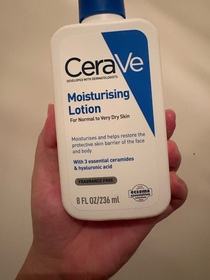 CeraVe
DEVELOPED WITH DERMATOLOGISTS
Moisturising
Lotion
For Normal to Very Dry Skin
Moisturises and helps restore the
protective skin barrier of the face
and body
With 3 essential ceramides
& hyaluronic acid
FRAGRANCE FREE
8 FL OZ/236 ml
eczema